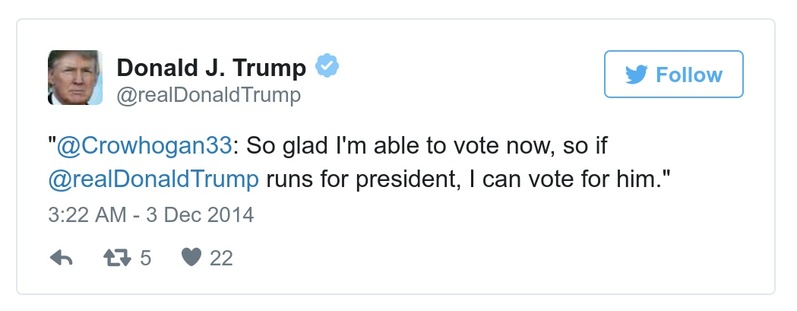 Donald J. Trump
@realDonaldTrump
Follow
"@Crowhogan33: So glad I'm able to vote now, so if
@realDonaldTrump runs for president, I can vote for him."
3:22 AM - 3 Dec 2014
5 22